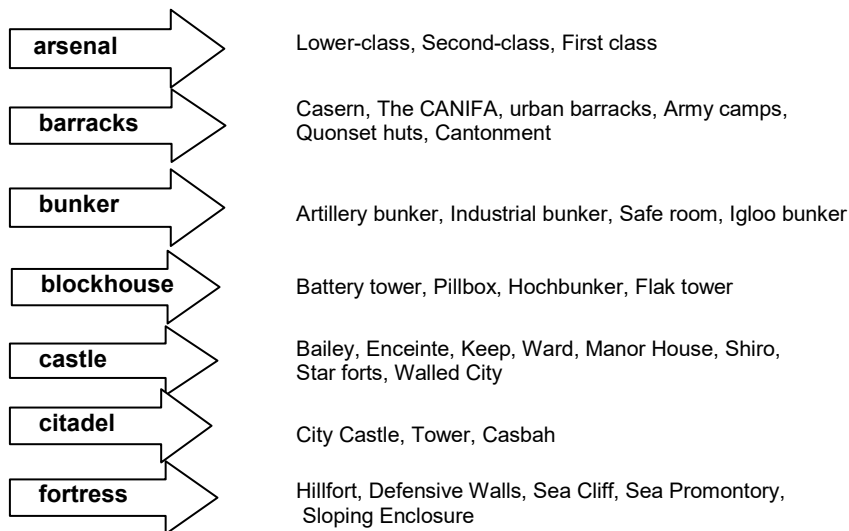 arsenal
Lower-class, Second-class, First class
barracks
Casern, The CANIFA, urban barracks, Army camps,
Quonset huts, Cantonment
bunker
Artillery bunker, Industrial bunker, Safe room, Igloo bunker
blockhouse
Battery tower, Pillbox, Hochbunker, Flak tower
castle
Bailey, Enceinte, Keep, Ward, Manor House, Shiro,
Star forts, Walled City
citadel
City Castle, Tower, Casbah
fortress
Hillfort, Defensive Walls, Sea Cliff, Sea Promontory,
Sloping Enclosure